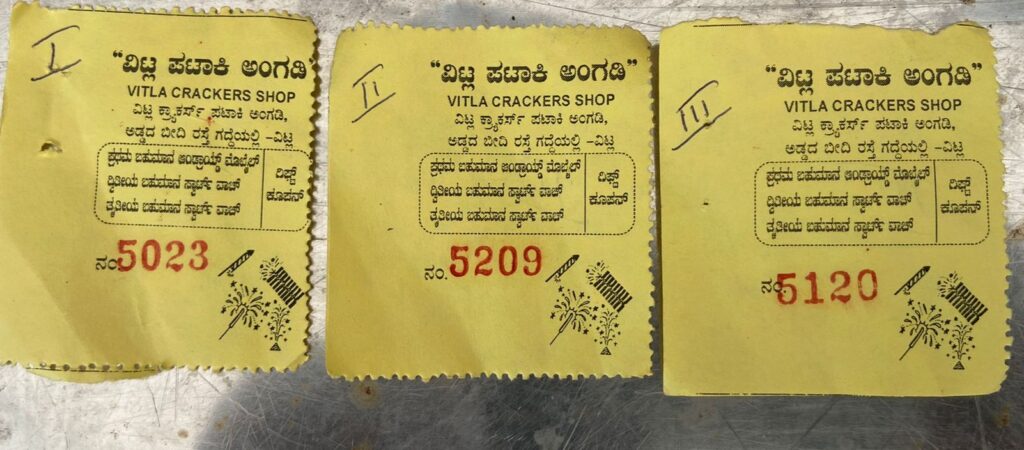 I
"ವಿಟ್ಲ ಪಟಾಕಿ ಅಂಗಡಿ"
VITLA CRACKERS SHOP
ವಿಟ್ಲ ಕ್ರ್ಯಾಕರ್ಸ್ ಪಟಾಕಿ ಅಂಗಡಿ,
ಅಡ್ಡದ ಬೀದಿ ರಸ್ತೆ ಗದ್ದೆಯಲ್ಲಿ -ವಿಟ್ಲ
ಪ್ರಥಮ ಬಹುಮಾನ ಆಂಡ್ರಾಯ್ಡ್ ಮೊಬೈಲ್
ದ್ವಿತೀಯ ಬಹುಮಾನ ಸ್ಮಾರ್ಟ್ ವಾಚ್
ತೃತೀಯ ಬಹುಮಾನ ಸ್ಮಾರ್ಟ್ ವಾಚ್
ಗಿಫ್ಟ್
ಕೂಪನ್
ನಂ. 5023
II
"ವಿಟ್ಲ ಪಟಾಕಿ ಅಂಗಡಿ"
VITLA CRACKERS SHOP
ವಿಟ್ಲ ಕ್ರ್ಯಾಕರ್ಸ್ ಪಟಾಕಿ ಅಂಗಡಿ,
ಅಡ್ಡದ ಬೀದಿ ರಸ್ತೆ ಗದ್ದೆಯಲ್ಲಿ -ವಿಟ್ಲ
ಪ್ರಥಮ ಬಹುಮಾನ ಆಂಡ್ರಾಯ್ಡ್ ಮೊಬೈಲ್
ದ್ವಿತೀಯ ಬಹುಮಾನ ಸ್ಮಾರ್ಟ್ ವಾಚ್
ತೃತೀಯ ಬಹುಮಾನ ಸ್ಮಾರ್ಟ್ ವಾಚ್
ಗಿಫ್ಟ್
ಕೂಪನ್
ನಂ. 5209
III
"ವಿಟ್ಲ ಪಟಾಕಿ ಅಂಗಡಿ"
VITLA CRACKERS SHOP
ವಿಟ್ಲ ಕ್ರ್ಯಾಕರ್ಸ್ ಪಟಾಕಿ ಅಂಗಡಿ,
ಅಡ್ಡದ ಬೀದಿ ರಸ್ತೆ ಗದ್ದೆಯಲ್ಲಿ -ವಿಟ್ಲ
ಪ್ರಥಮ ಬಹುಮಾನ ಆಂಡ್ರಾಯ್ಡ್ ಮೊಬೈಲ್
ದ್ವಿತೀಯ ಬಹುಮಾನ ಸ್ಮಾರ್ಟ್ ವಾಚ್
ತೃತೀಯ ಬಹುಮಾನ ಸ್ಮಾರ್ಟ್ ವಾಚ್
ಗಿಫ್ಟ್
ಕೂಪನ್
ನಂ. 5120